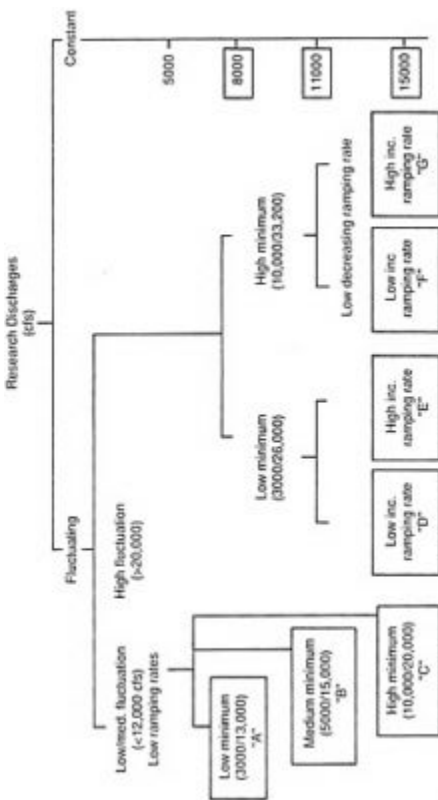 Research Discharges
(cfs)
Fluctuating
Constant
Low/med. fluctuation
(<12,000 cfs)
Low ramping rates
High fluctuation
(>20,000)
5000
8000
11000
15000
Low minimum
(3000/13,000)
"A"
Medium minimum
(5000/15,000)
"B"
High minimum
(10,000/20,000)
"C"
Low minimum
(3000/26,000)
High minimum
(10,000/33,200)
Low decreasing ramping rate
Low inc.
ramping rate
"D"
High inc.
ramping rate
"E"
Low inc
ramping rate
"F"
High inc.
ramping rate
"G"